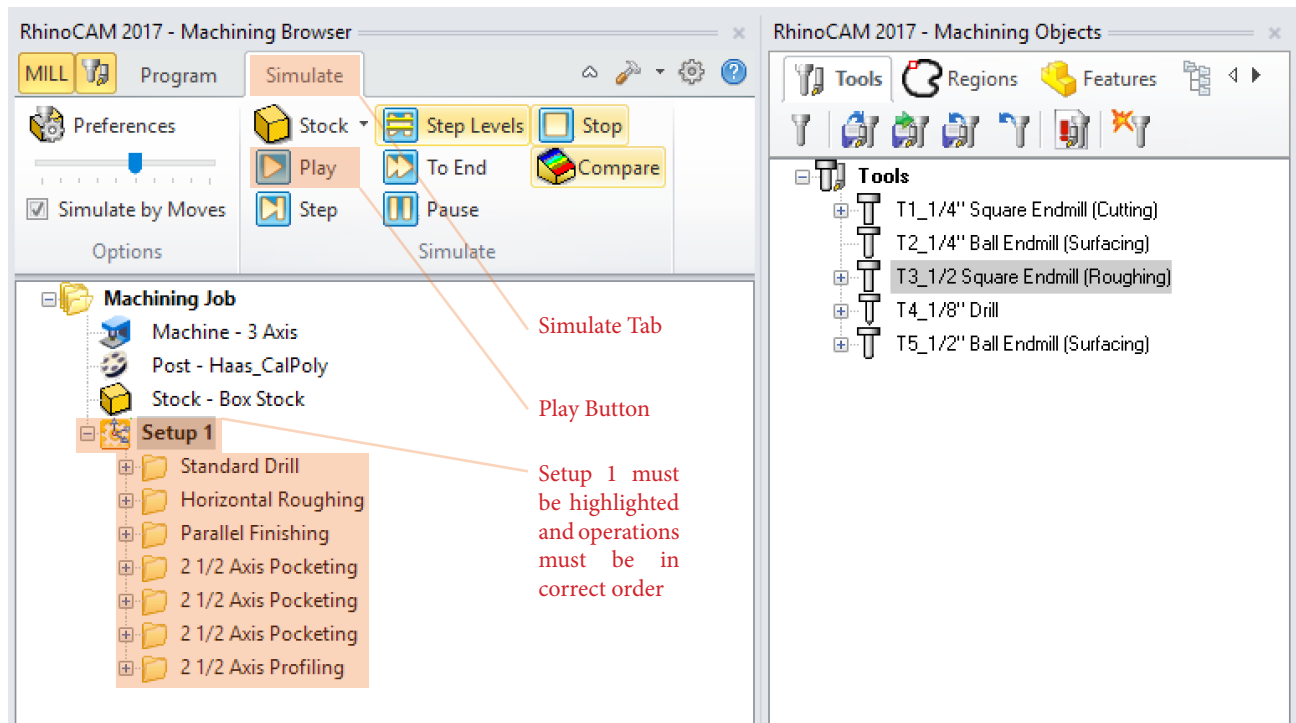 RhinoCAM 2017 - Machining Browser
MILL Program Simulate
Preferences Stock Step Levels Stop
Play To End Compare
Simulate by Moves Step Pause
Options Simulate
Machining Job
Machine - 3 Axis
Post - Haas_CalPoly
Stock - Box Stock
Setup 1
Standard Drill
Horizontal Roughing
Parallel Finishing
2 1/2 Axis Pocketing
2 1/2 Axis Pocketing
2 1/2 Axis Pocketing
2 1/2 Axis Profiling
Simulate Tab
Play Button
Setup 1 must
be highlighted
and operations
must be in
correct order
RhinoCAM 2017 - Machining Objects
Tools Regions Features
Tools
T1_1/4" Square Endmill (Cutting)
T2_1/4" Ball Endmill (Surfacing)
T3_1/2 Square Endmill (Roughing)
T4_1/8" Drill
T5_1/2" Ball Endmill (Surfacing)